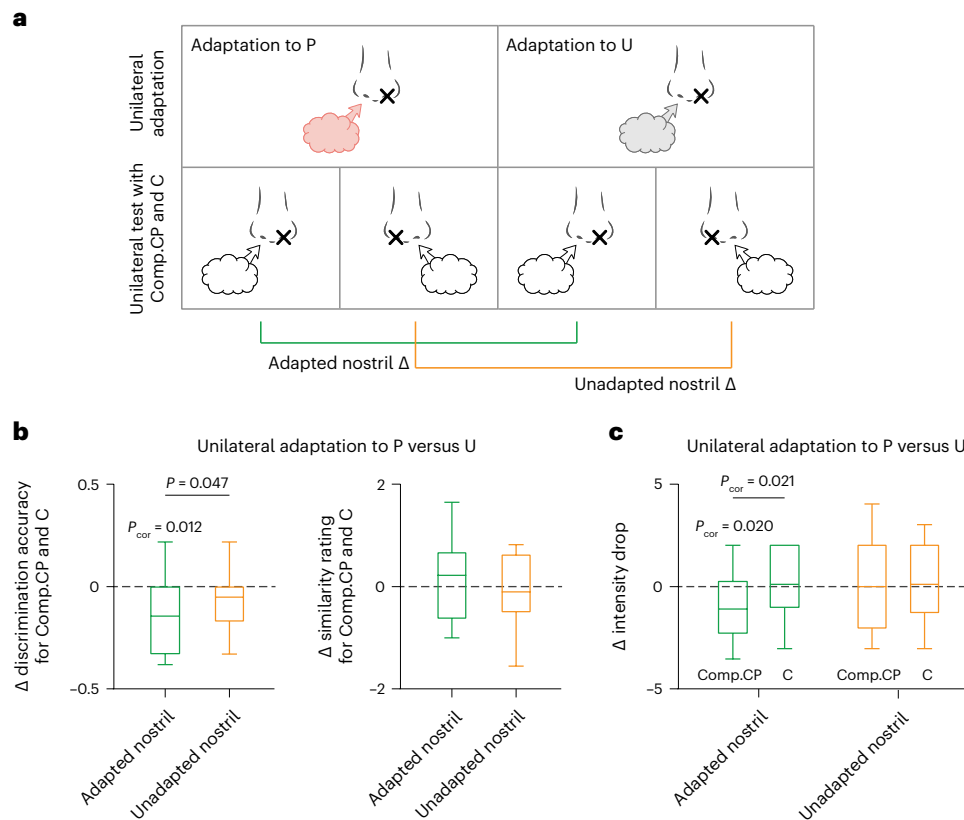 a
Adaptation to P
Adaptation to U
Unilateral
adaptation
Unilateral test with
Comp.CP and C
Adapted nostril Δ
Unadapted nostril Δ
b
Unilateral adaptation to P versus U
Δ discrimination accuracy
for Comp.CP and C
0.5
0
–0.5
P = 0.047
Pcor = 0.012
Adapted nostril
Unadapted nostril
Δ similarity rating
for Comp.CP and C
2
0
–2
Adapted nostril
Unadapted nostril
c
Unilateral adaptation to P versus U
Δ intensity drop
5
0
–5
Pcor = 0.021
Pcor = 0.020
Comp.CP
C
Comp.CP
C
Adapted nostril
Unadapted nostril